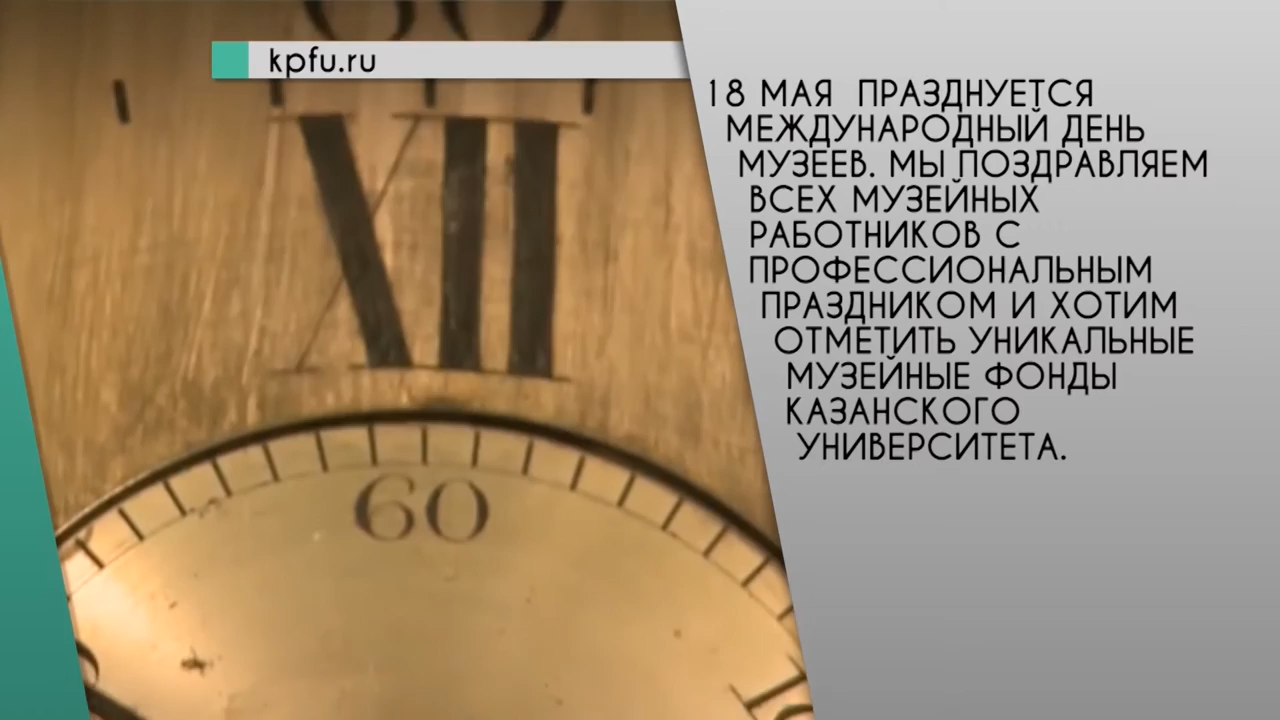 kpfu.ru
18 МАЯ ПРАЗДНУЕТСЯ
МЕЖДУНАРОДНЫЙ ДЕНЬ
МУЗЕЕВ. МЫ ПОЗДРАВЛЯЕМ
ВСЕХ МУЗЕЙНЫХ
РАБОТНИКОВ С
ПРОФЕССИОНАЛЬНЫМ
ПРАЗДНИКОМ И ХОТИМ
ОТМЕТИТЬ УНИКАЛЬНЫЕ
МУЗЕЙНЫЕ ФОНДЫ
КАЗАНСКОГО
УНИВЕРСИТЕТА.
XII
60